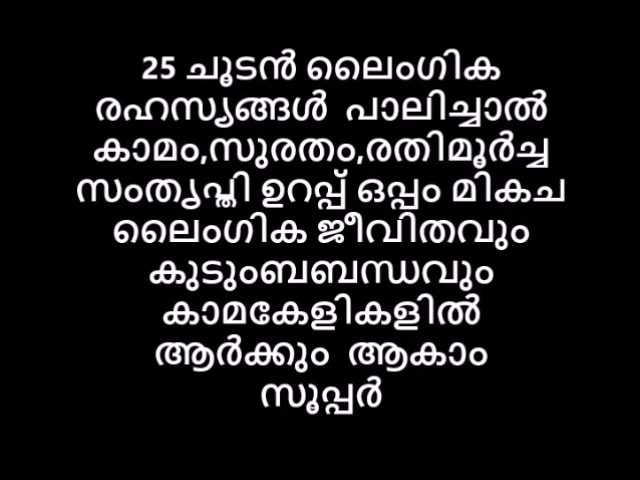 25 ചൂടൻ ലൈംഗിക
രഹസ്യങ്ങൾ പാലിച്ചാൽ
കാമം,സുരതം,രതിമൂർച്ച
സംതൃപ്തി ഉറപ്പ് ഒപ്പം മികച
ലൈംഗിക ജീവിതവും
കുടുംബബന്ധവും
കാമകേളികളിൽ
ആർക്കും ആകാം
സൂപ്പർ